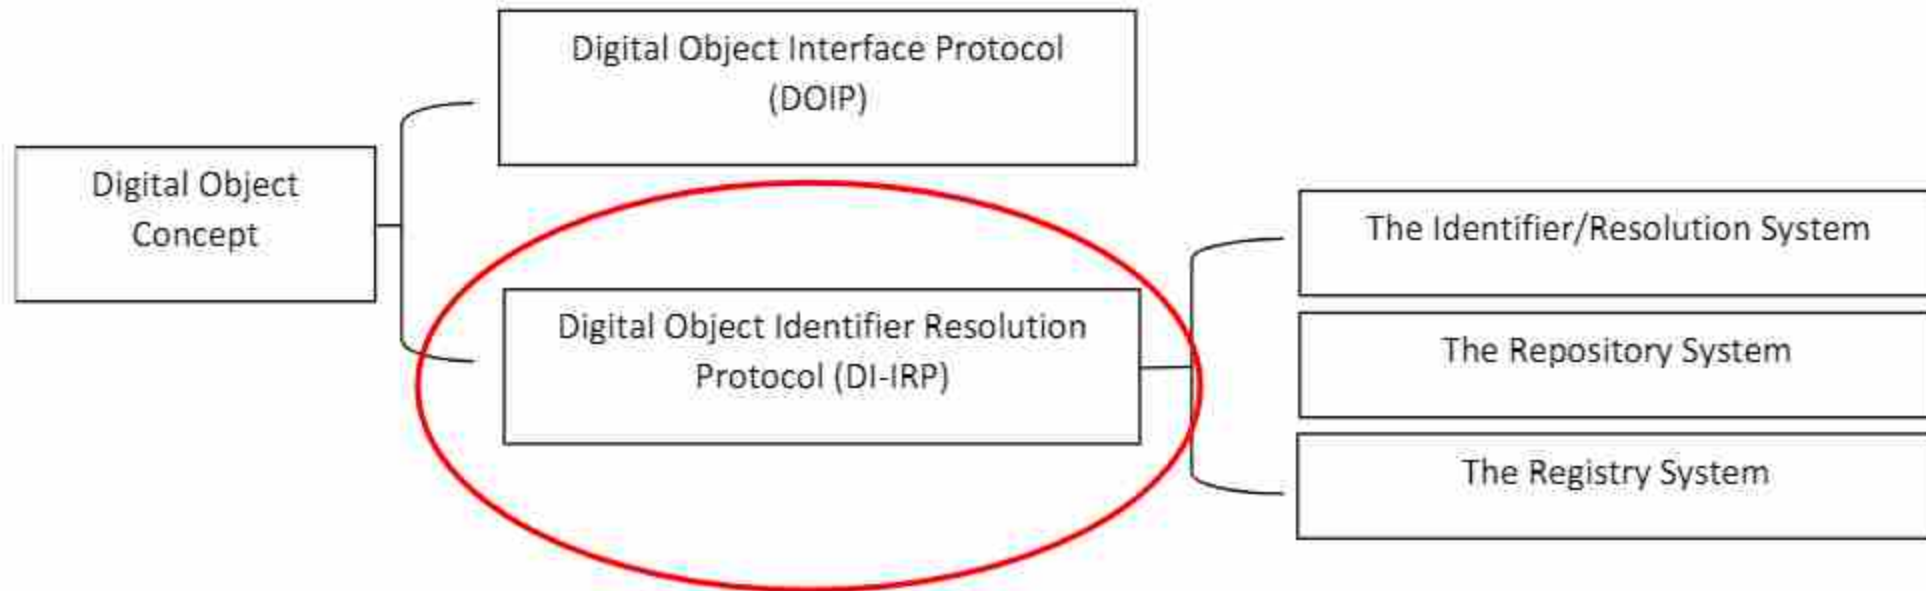 Digital Object Interface Protocol
(DOIP)
Digital Object
Concept
Digital Object Identifier Resolution
Protocol (DI-IRP)
The Identifier/Resolution System
The Repository System
The Registry System